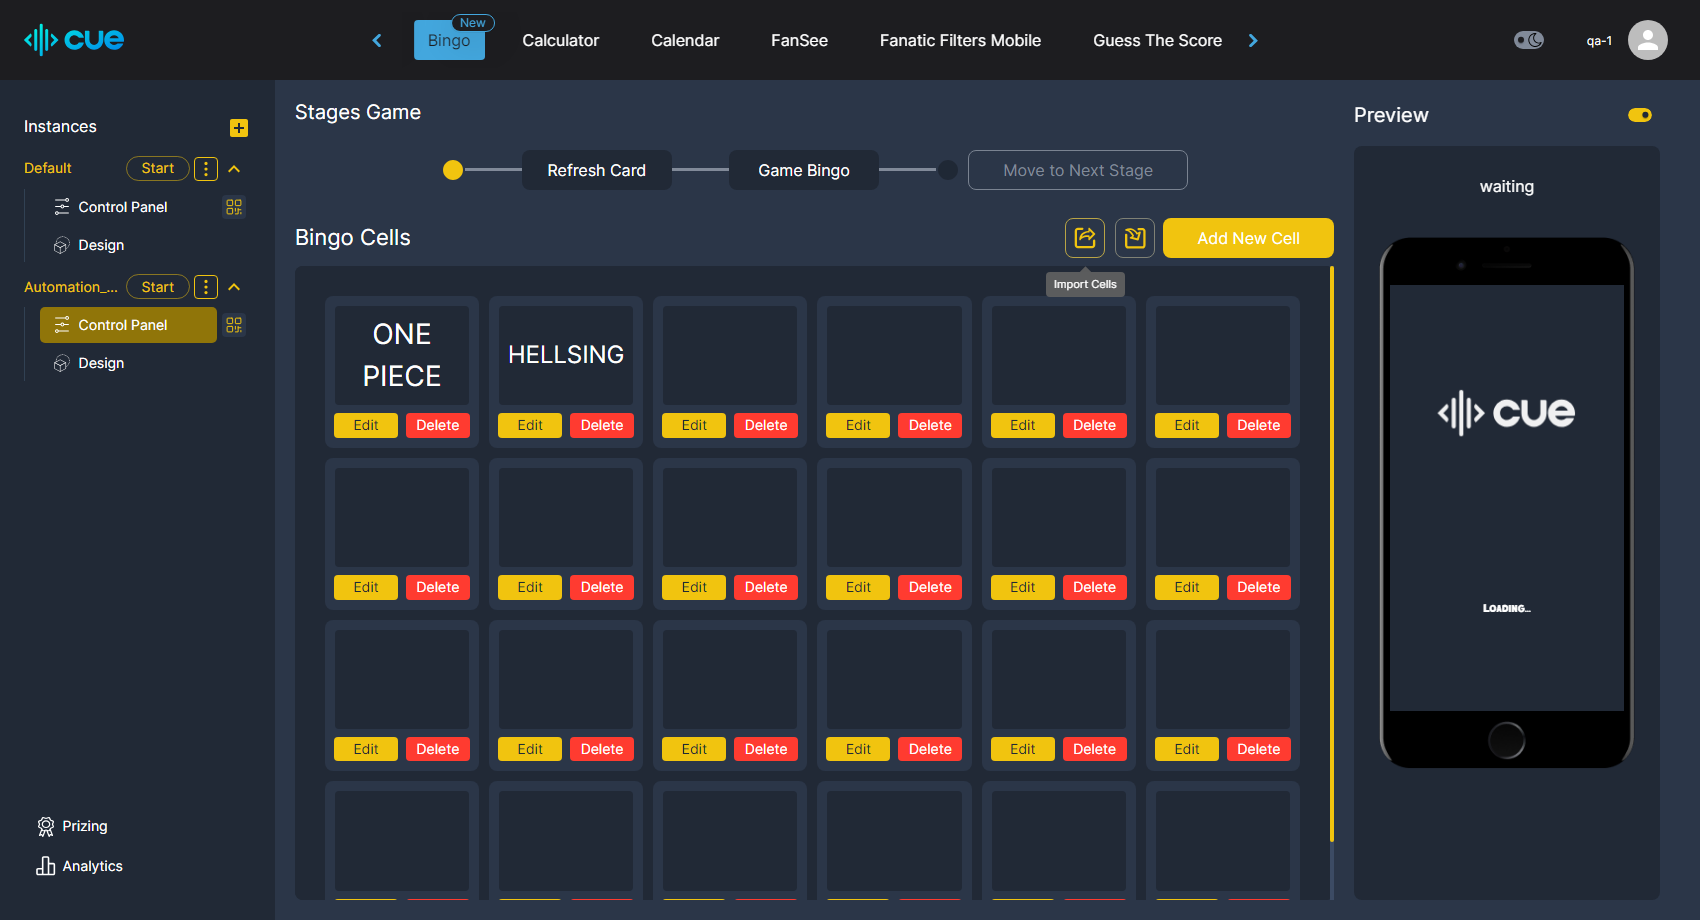 cue
Bingo
New
Calculator
Calendar
FanSee
Fanatic Filters Mobile
Guess The Score
qa-1
Instances
Default
Start
Control Panel
Design
Automation_...
Start
Control Panel
Design
Prizing
Analytics
Stages Game
Refresh Card
Game Bingo
Move to Next Stage
Bingo Cells
Add New Cell
Import Cells
ONE
PIECE
HELLSING
Edit Delete Edit Delete Edit Delete Edit Delete Edit Delete Edit Delete
Edit Delete Edit Delete Edit Delete Edit Delete Edit Delete Edit Delete
Edit Delete Edit Delete Edit Delete Edit Delete Edit Delete Edit Delete
Preview
waiting
cue
Loading...